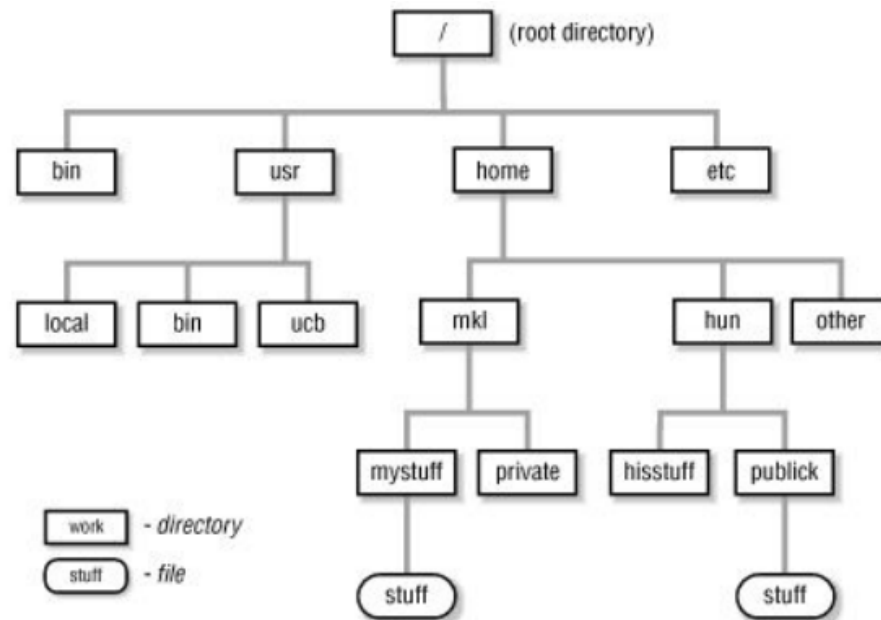 / (root directory)
bin usr home etc
local bin ucb mkl hun other
mystuff private hisstuff publick
work - directory
stuff - file
stuff stuff